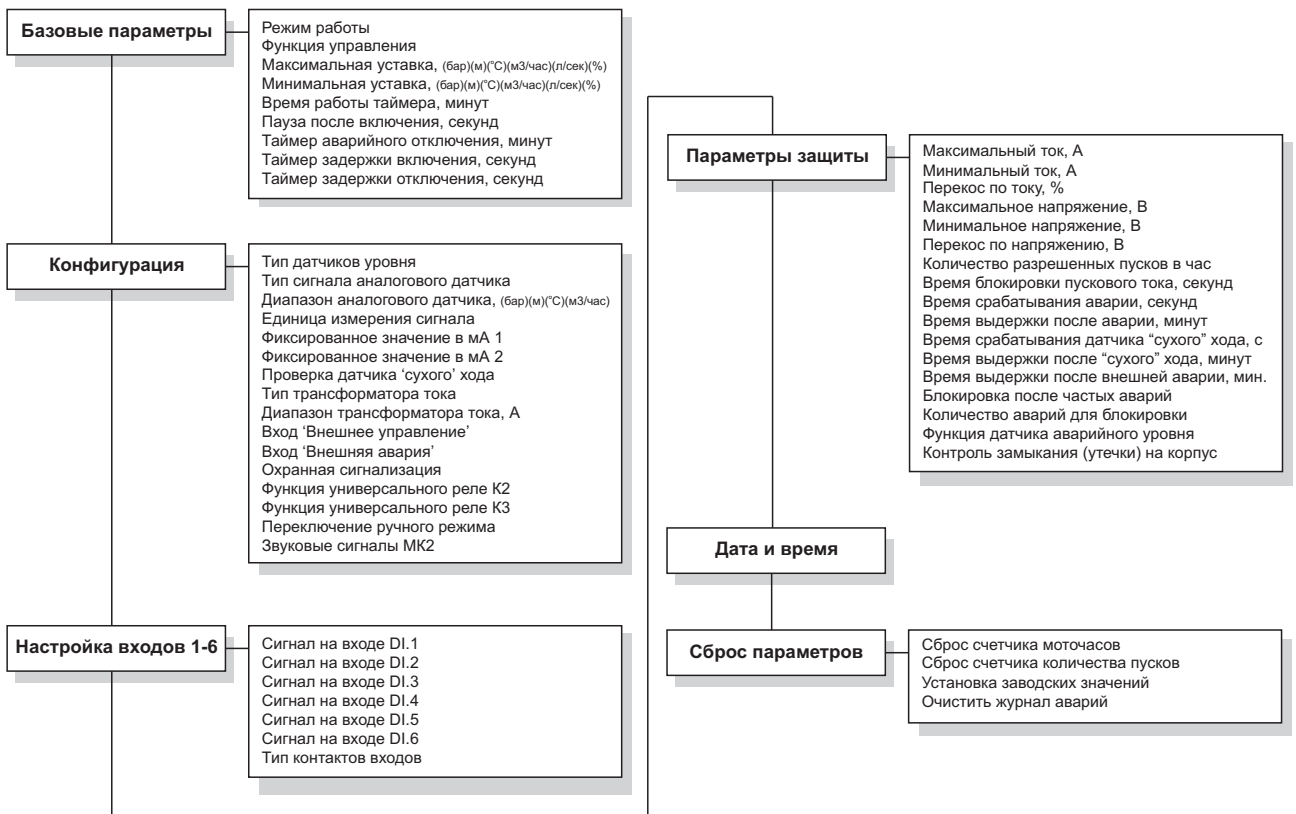 Базовые параметры
Режим работы
Функция управления
Максимальная уставка, (бар)(м)(°С)(м3/час)(л/сек)(%)
Минимальная уставка, (бар)(м)(°С)(м3/час)(л/сек)(%)
Время работы таймера, минут
Пауза после включения, секунд
Таймер аварийного отключения, минут
Таймер задержки включения, секунд
Таймер задержки отключения, секунд
Конфигурация
Тип датчиков уровня
Тип сигнала аналогового датчика
Диапазон аналогового датчика, (бар)(м)(°С)(м3/час)
Единица измерения сигнала
Фиксированное значение в мА 1
Фиксированное значение в мА 2
Проверка датчика ‘сухого’ хода
Тип трансформатора тока
Диапазон трансформатора тока, А
Вход ‘Внешнее управление’
Вход ‘Внешняя авария’
Охранная сигнализация
Функция универсального реле К2
Функция универсального реле К3
Переключение ручного режима
Звуковые сигналы МК2
Настройка входов 1-6
Сигнал на входе DI.1
Сигнал на входе DI.2
Сигнал на входе DI.3
Сигнал на входе DI.4
Сигнал на входе DI.5
Сигнал на входе DI.6
Тип контактов входов
Параметры защиты
Максимальный ток, А
Минимальный ток, А
Перекос по току, %
Максимальное напряжение, В
Минимальное напряжение, В
Перекос по напряжению, В
Количество разрешенных пусков в час
Время блокировки пускового тока, секунд
Время срабатывания аварии, секунд
Время выдержки после аварии, минут
Время срабатывания датчика “сухого” хода, с
Время выдержки после “сухого” хода, минут
Время выдержки после внешней аварии, мин.
Блокировка после частых аварий
Количество аварий для блокировки
Функция датчика аварийного уровня
Контроль замыкания (утечки) на корпус
Дата и время
Сброс параметров
Сброс счетчика моточасов
Сброс счетчика количества пусков
Установка заводских значений
Очистить журнал аварий